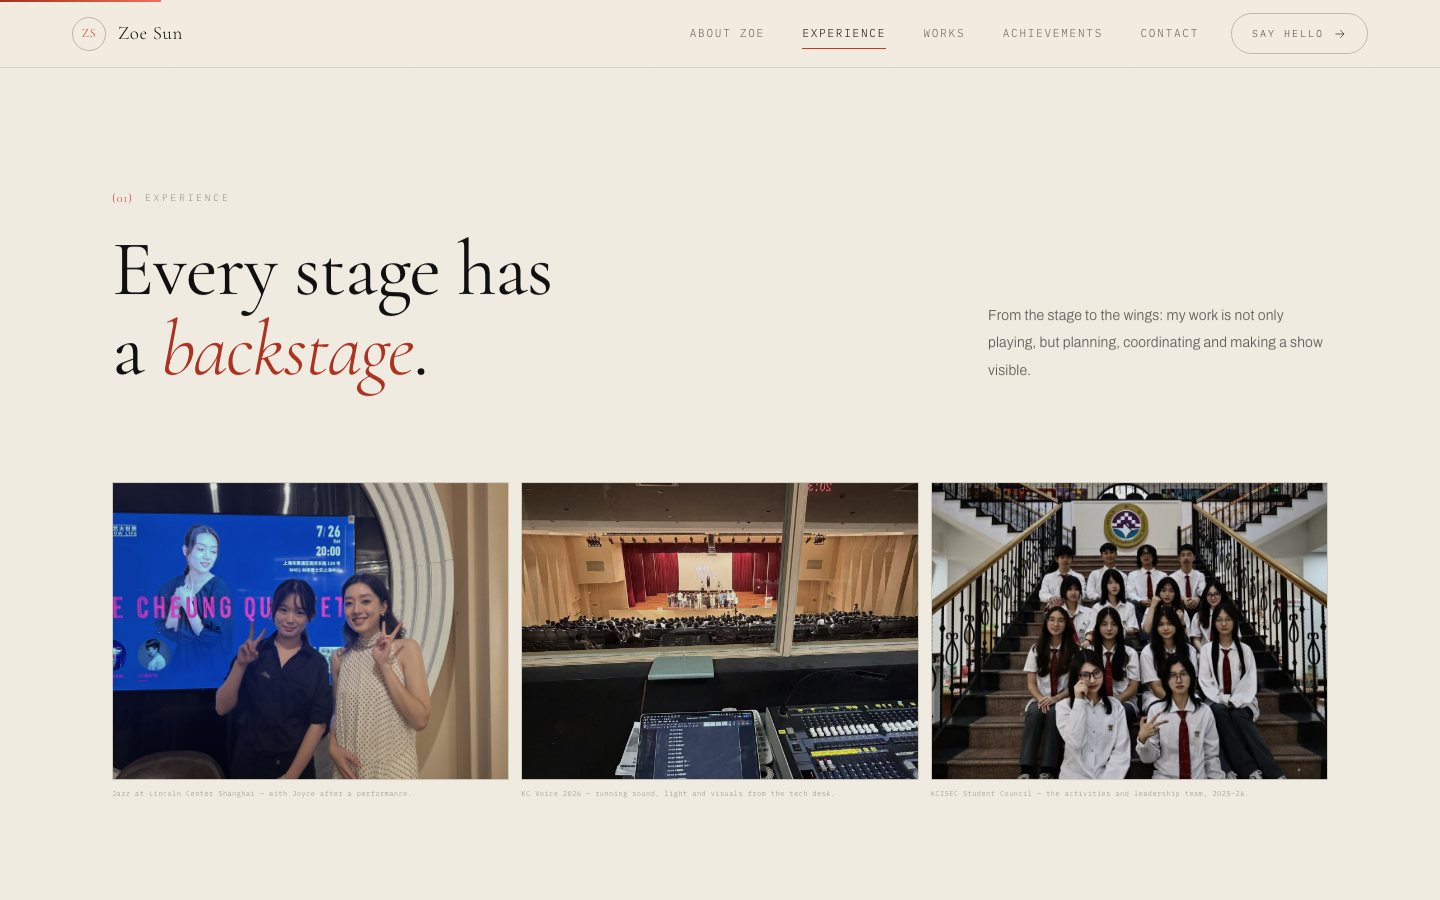 ZS Zoe Sun
ABOUT ZOE EXPERIENCE WORKS ACHIEVEMENTS CONTACT SAY HELLO →
(01) EXPERIENCE
Every stage has
a backstage.
From the stage to the wings: my work is not only
playing, but planning, coordinating and making a show
visible.
7/26
Sat
20:00
E CHEUNG QU
ET
Jazz at Lincoln Center Shanghai — with Joyce after a performance.
KC Voice 2026 — running sound, light and visuals from the tech desk.
KCISEC Student Council — the activities and leadership team, 2025–26.